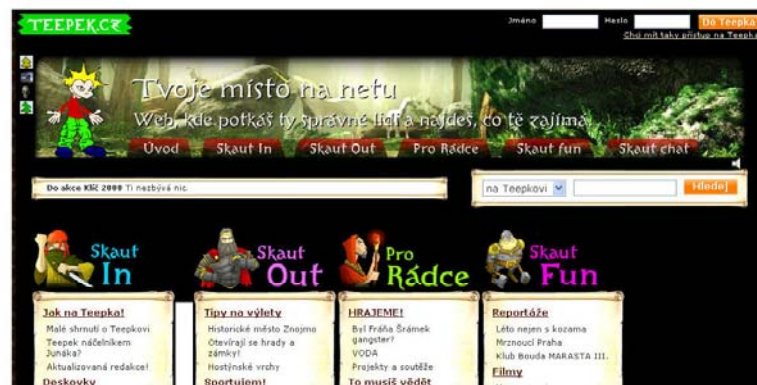 TEEPEK.CZ
Jméno Heslo Do Teepka
Chci mít taky přístup na Teepka
Tvoje místo na netu
Web, kde potkáš ty správné lidi a najdeš, co tě zajímá
Úvod Skaut In Skaut Out Pro Rádce Skaut fun Skaut chat
Do akce Klíč 2000 Ti nezbývá nic.
na Teepkovi Hledej
Skaut In
Skaut Out
Pro Rádce
Skaut Fun
Jak na Teepka!
Malé shrnutí o Teepkovi
Teepek náčelníkem
Junáka?
Aktualizovaná redakce!
Deskovky
Tipy na výlety
Historické město Znojmo
Otevírají se hrady a
zámky!
Hostýnské vrchy
Sportujem!
HRAJEME!
Byl Fráňa Šrámek
gangster?
VODA
Projekty a soutěže
To musíš vědět
Reportáže
Léto nejen s kozama
Mrznoucí Praha
Klub Bouda MARASTA III.
Filmy